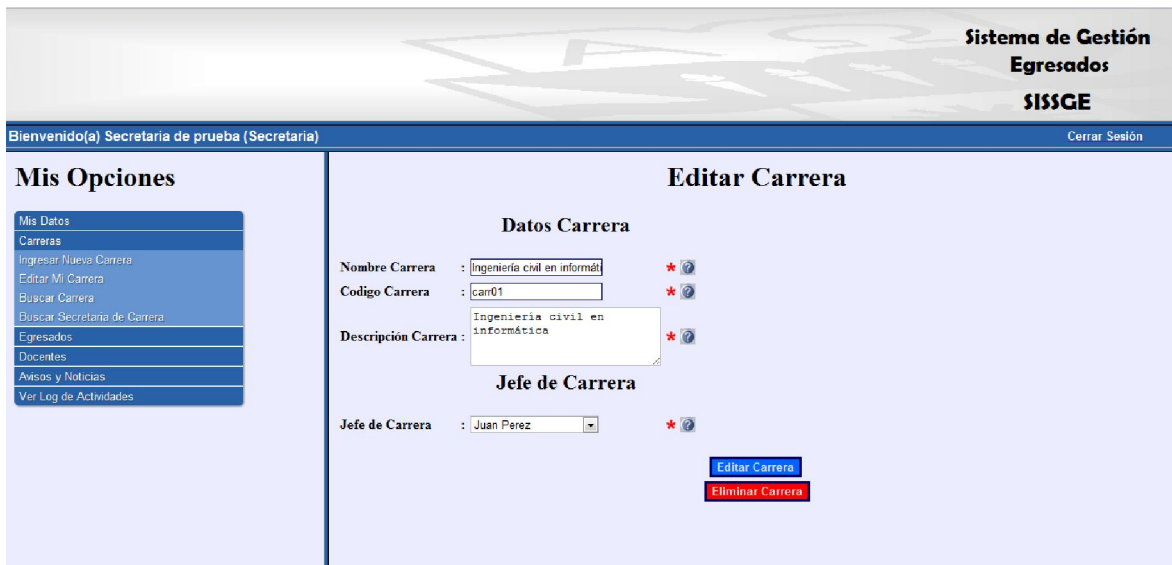 Sistema de Gestión
Egresados
SISSGE
Bienvenido(a) Secretaria de prueba (Secretaria)
Cerrar Sesión
Mis Opciones
Mis Datos
Carreras
Ingresar Nueva Carrera
Editar Mi Carrera
Buscar Carrera
Buscar Secretaria de Carrera
Egresados
Docentes
Avisos y Noticias
Ver Log de Actividades
Editar Carrera
Datos Carrera
Nombre Carrera : Ingeniería civil en informáti * ?
Codigo Carrera : carr01 * ?
Descripción Carrera : Ingeniería civil en
informática * ?
Jefe de Carrera
Jefe de Carrera : Juan Perez * ?
Editar Carrera
Eliminar Carrera